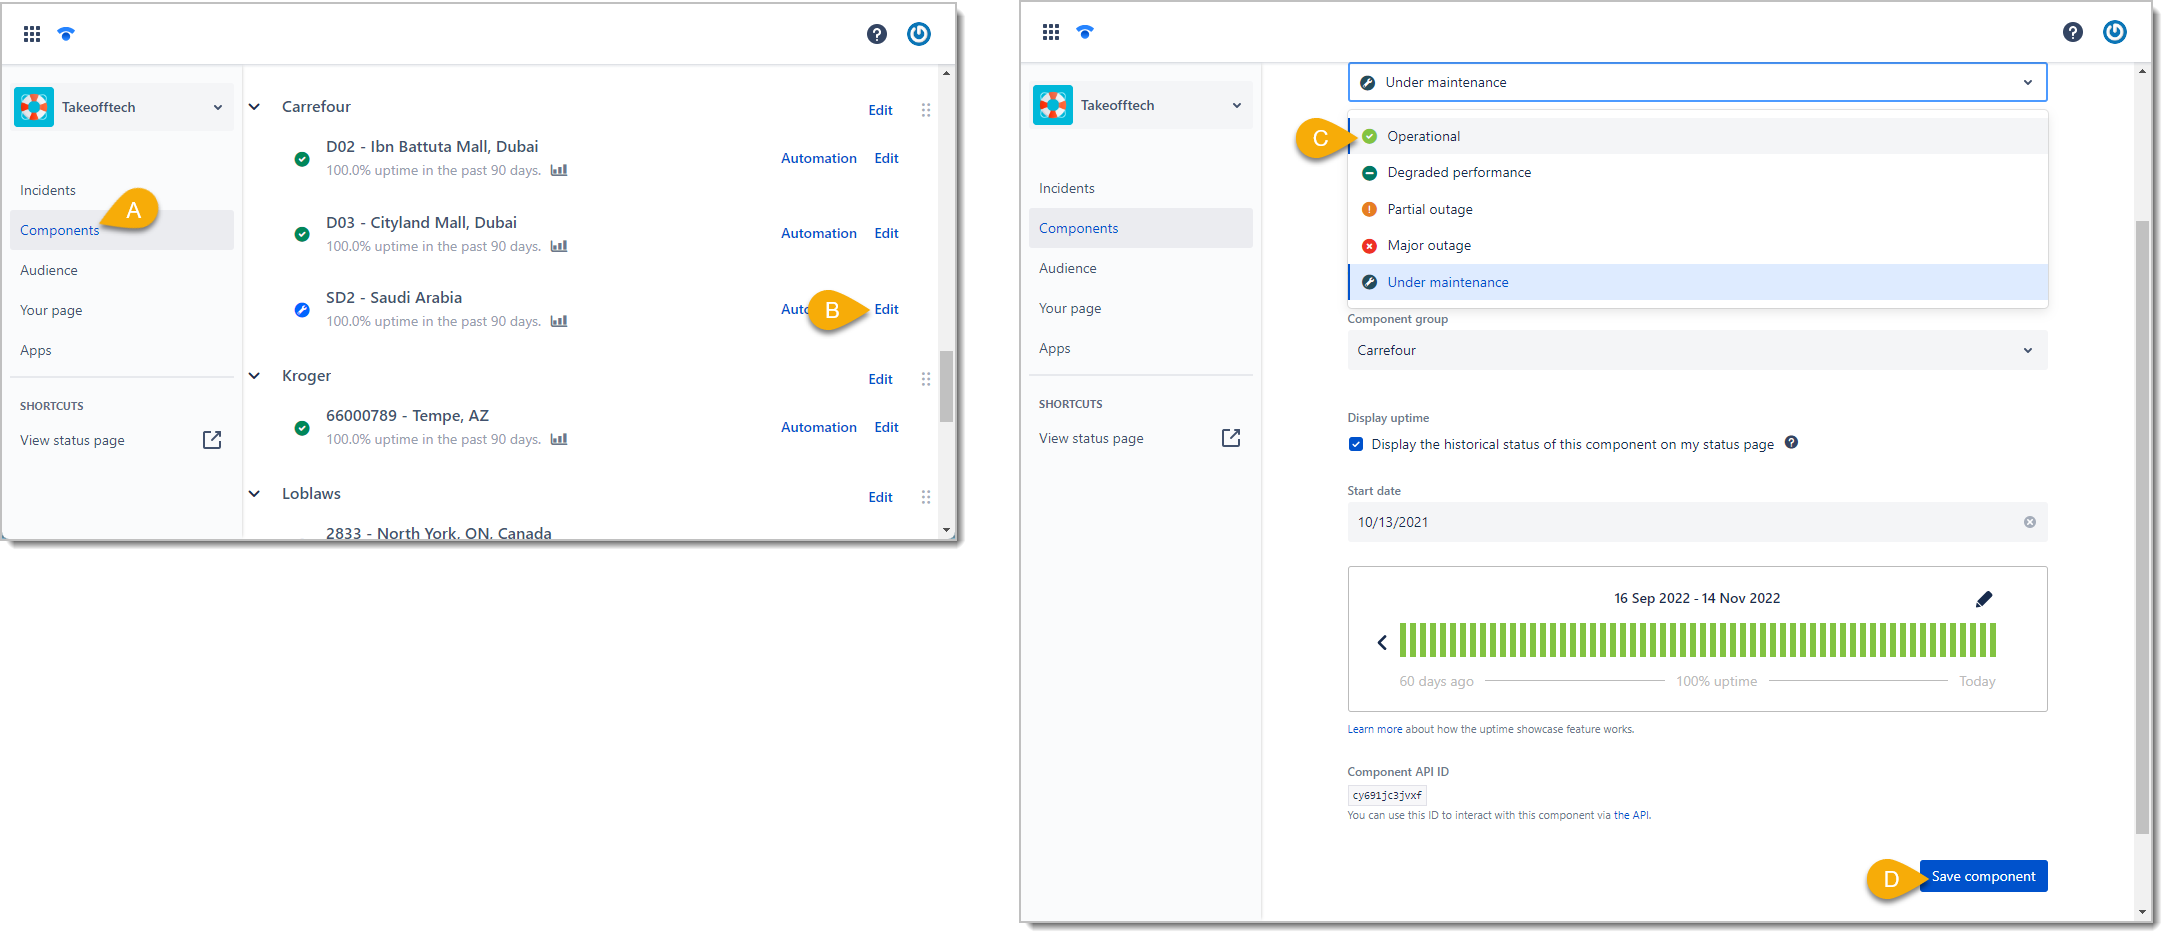 Takeofftech
Incidents
Components
A
Audience
Your page
Apps
SHORTCUTS
View status page
Carrefour
Edit
D02 - Ibn Battuta Mall, Dubai
100.0% uptime in the past 90 days.
Automation Edit
D03 - Cityland Mall, Dubai
100.0% uptime in the past 90 days.
Automation Edit
SD2 - Saudi Arabia
100.0% uptime in the past 90 days.
B Edit
Kroger
Edit
66000789 - Tempe, AZ
100.0% uptime in the past 90 days.
Automation Edit
Loblaws
Edit
2833 - North York, ON, Canada
Takeofftech
Incidents
Components
Audience
Your page
Apps
SHORTCUTS
View status page
Under maintenance
C
Operational
Degraded performance
Partial outage
Major outage
Under maintenance
Component group
Carrefour
Display uptime
Display the historical status of this component on my status page
Start date
10/13/2021
16 Sep 2022 - 14 Nov 2022
60 days ago 100% uptime Today
Learn more about how the uptime showcase feature works.
Component API ID
cy691jc3jvxf
You can use this ID to interact with this component via the API.
D
Save component